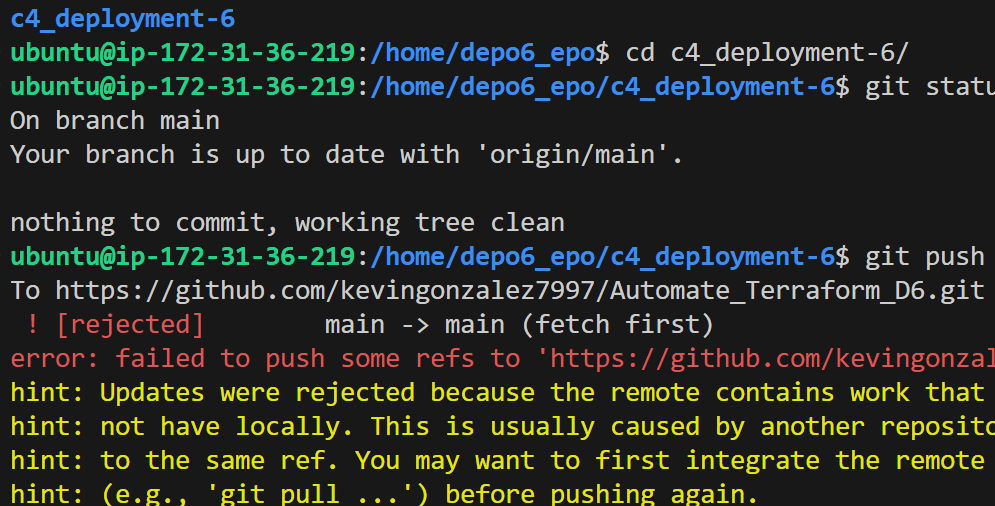 c4_deployment-6
ubuntu@ip-172-31-36-219:/home/depo6_epo$ cd c4_deployment-6/
ubuntu@ip-172-31-36-219:/home/depo6_epo/c4_deployment-6$ git statu
On branch main
Your branch is up to date with 'origin/main'.
nothing to commit, working tree clean
ubuntu@ip-172-31-36-219:/home/depo6_epo/c4_deployment-6$ git push
To https://github.com/kevingonzalez7997/Automate_Terraform_D6.git
! [rejected]        main -> main (fetch first)
error: failed to push some refs to 'https://github.com/kevingonzal
hint: Updates were rejected because the remote contains work that
hint: not have locally. This is usually caused by another reposito
hint: to the same ref. You may want to first integrate the remote
hint: (e.g., 'git pull ...') before pushing again.